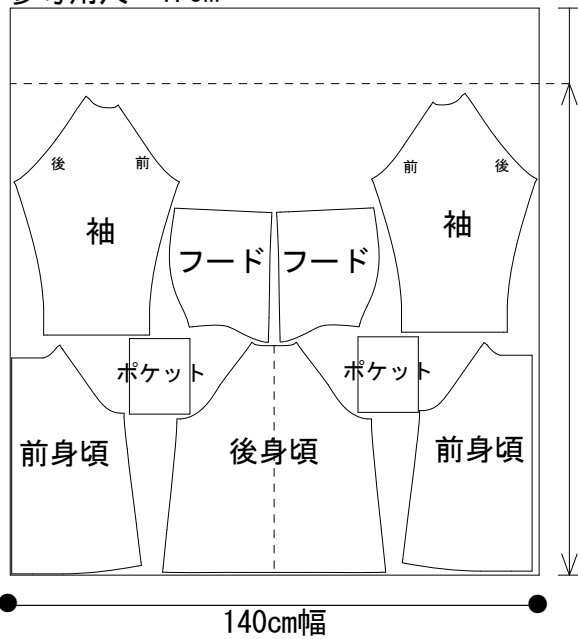 後 前
前 後
袖
袖
フード フード
ポケット
ポケット
前身頃
後身頃
前身頃
140cm幅